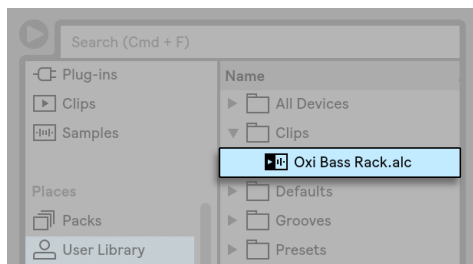 Search (Cmd + F)
Plug-ins
Clips
Samples
Places
Packs
User Library
Name
All Devices
Clips
Oxi Bass Rack.alc
Defaults
Grooves
Presets